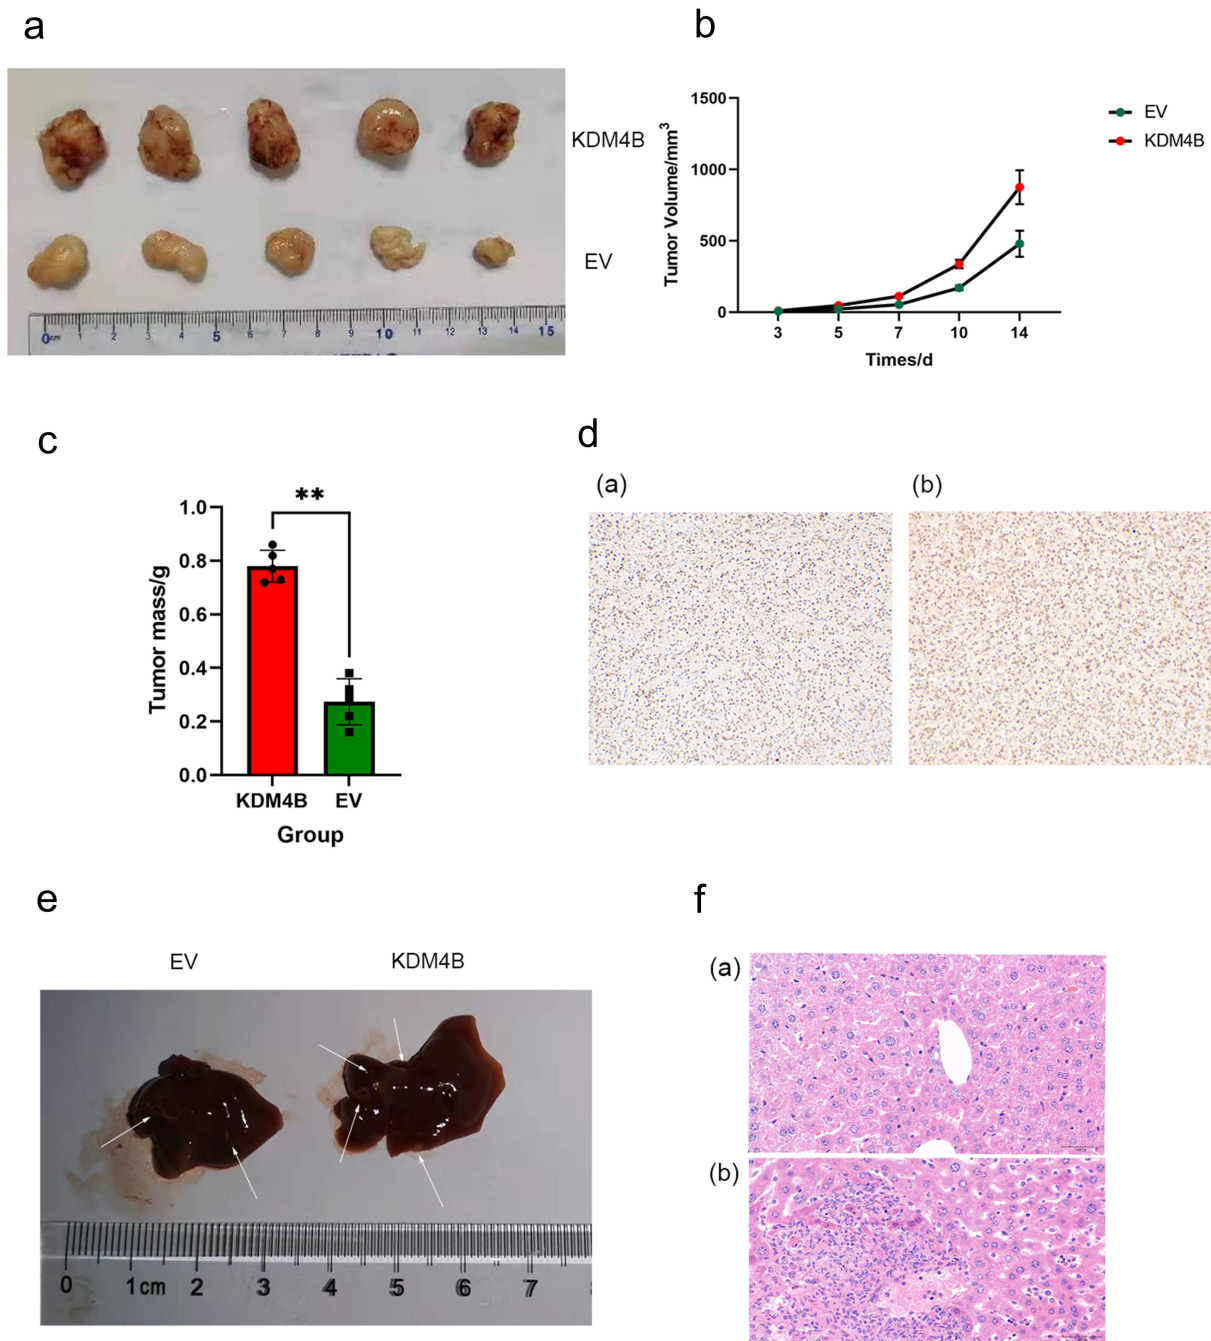 a
KDM4B
EV
0cm 1 2 3 4 5 6 7 8 9 10 11 12 13 14 15
b
Tumor Volume/mm³
1500
1000
500
0
3 5 7 10 14
Times/d
EV
KDM4B
c
**
Tumor mass/g
1.0
0.8
0.6
0.4
0.2
0.0
KDM4B EV
Group
d
(a) (b)
e
EV KDM4B
0 1cm 2 3 4 5 6 7
f
(a)
(b)